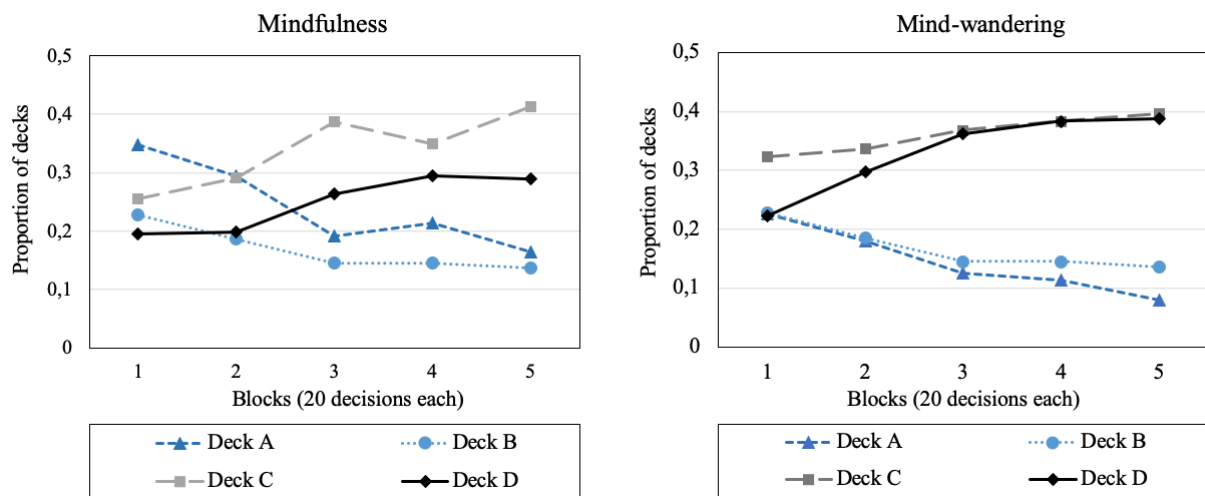 Mindfulness
Proportion of decks
0,5
0,4
0,3
0,2
0,1
0
1 2 3 4 5
Blocks (20 decisions each)
Deck A Deck B
Deck C Deck D
Mind-wandering
Proportion of decks
0,5
0,4
0,3
0,2
0,1
0
1 2 3 4 5
Blocks (20 decisions each)
Deck A Deck B
Deck C Deck D